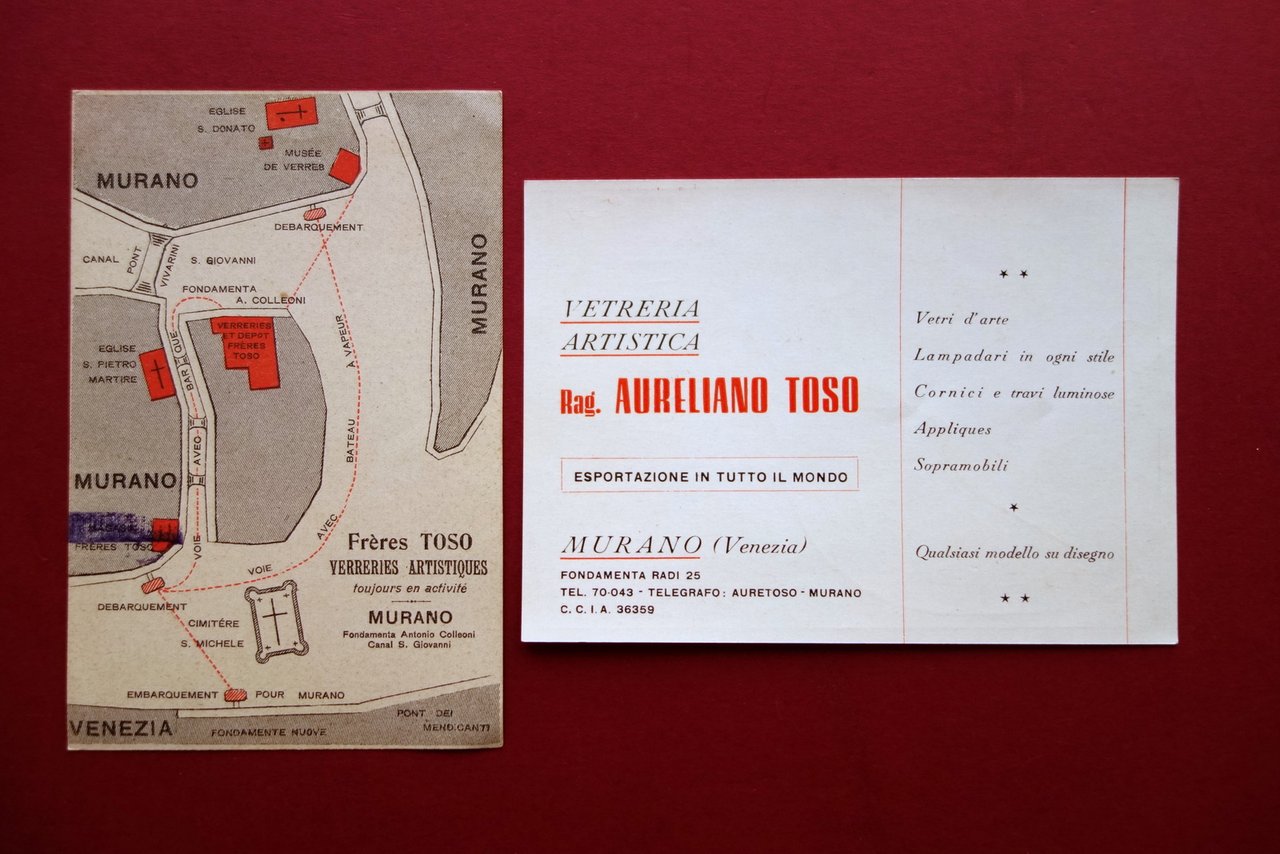 EGLISE
S. DONATO
MUSÉE
DE VERRES
MURANO
DEBARQUEMENT
CANAL
PONT
VIVARINI
S. GIOVANNI
MURANO
FONDAMENTA
A. COLLEONI
VERRERIES
ET DEPOT
FRÈRES
TOSO
EGLISE
S. PIETRO
MARTIRE
VOIE AVEC BARQUE
VOIE AVEC BATEAU A VAPEUR
MURANO
FRÈRES TOSO
Frères TOSO
VERRERIES ARTISTIQUES
toujours en activité
MURANO
Fondamenta Antonio Colleoni
Canal S. Giovanni
DEBARQUEMENT
CIMITÉRE
S. MICHELE
EMBARQUEMENT POUR MURANO
VENEZIA
FONDAMENTE NUOVE
PONT DEI
MENDICANTI
VETRERIA
ARTISTICA
Rag. AURELIANO TOSO
ESPORTAZIONE IN TUTTO IL MONDO
MURANO (Venezia)
FONDAMENTA RADI 25
TEL. 70-043 - TELEGRAFO: AURETOSO - MURANO
C. C. I. A. 36359
Vetri d'arte
Lampadari in ogni stile
Cornici e travi luminose
Appliques
Sopramobili
Qualsiasi modello su disegno